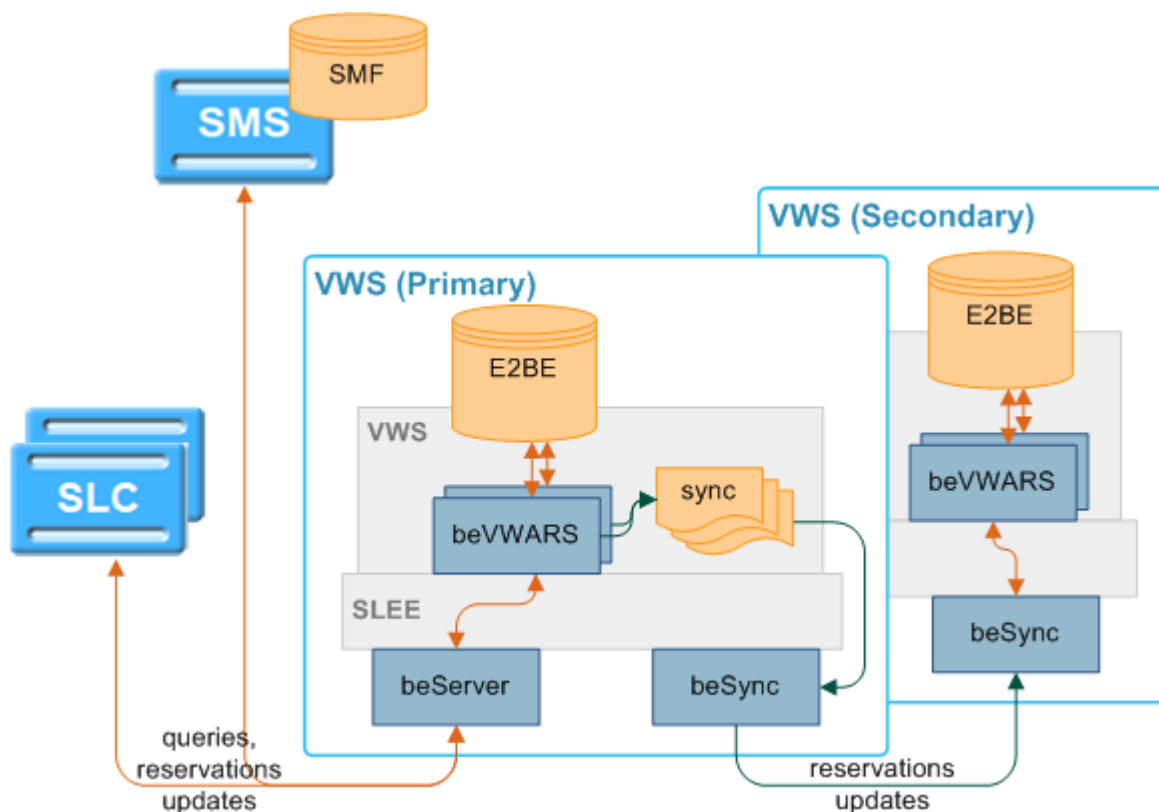 SMF
SMS
VWS (Secondary)
VWS (Primary)
E2BE
E2BE
VWS
sync
beVWARS
SLC
beVWARS
SLEE
beSync
beServer
beSync
queries,
reservations
updates
reservations
updates